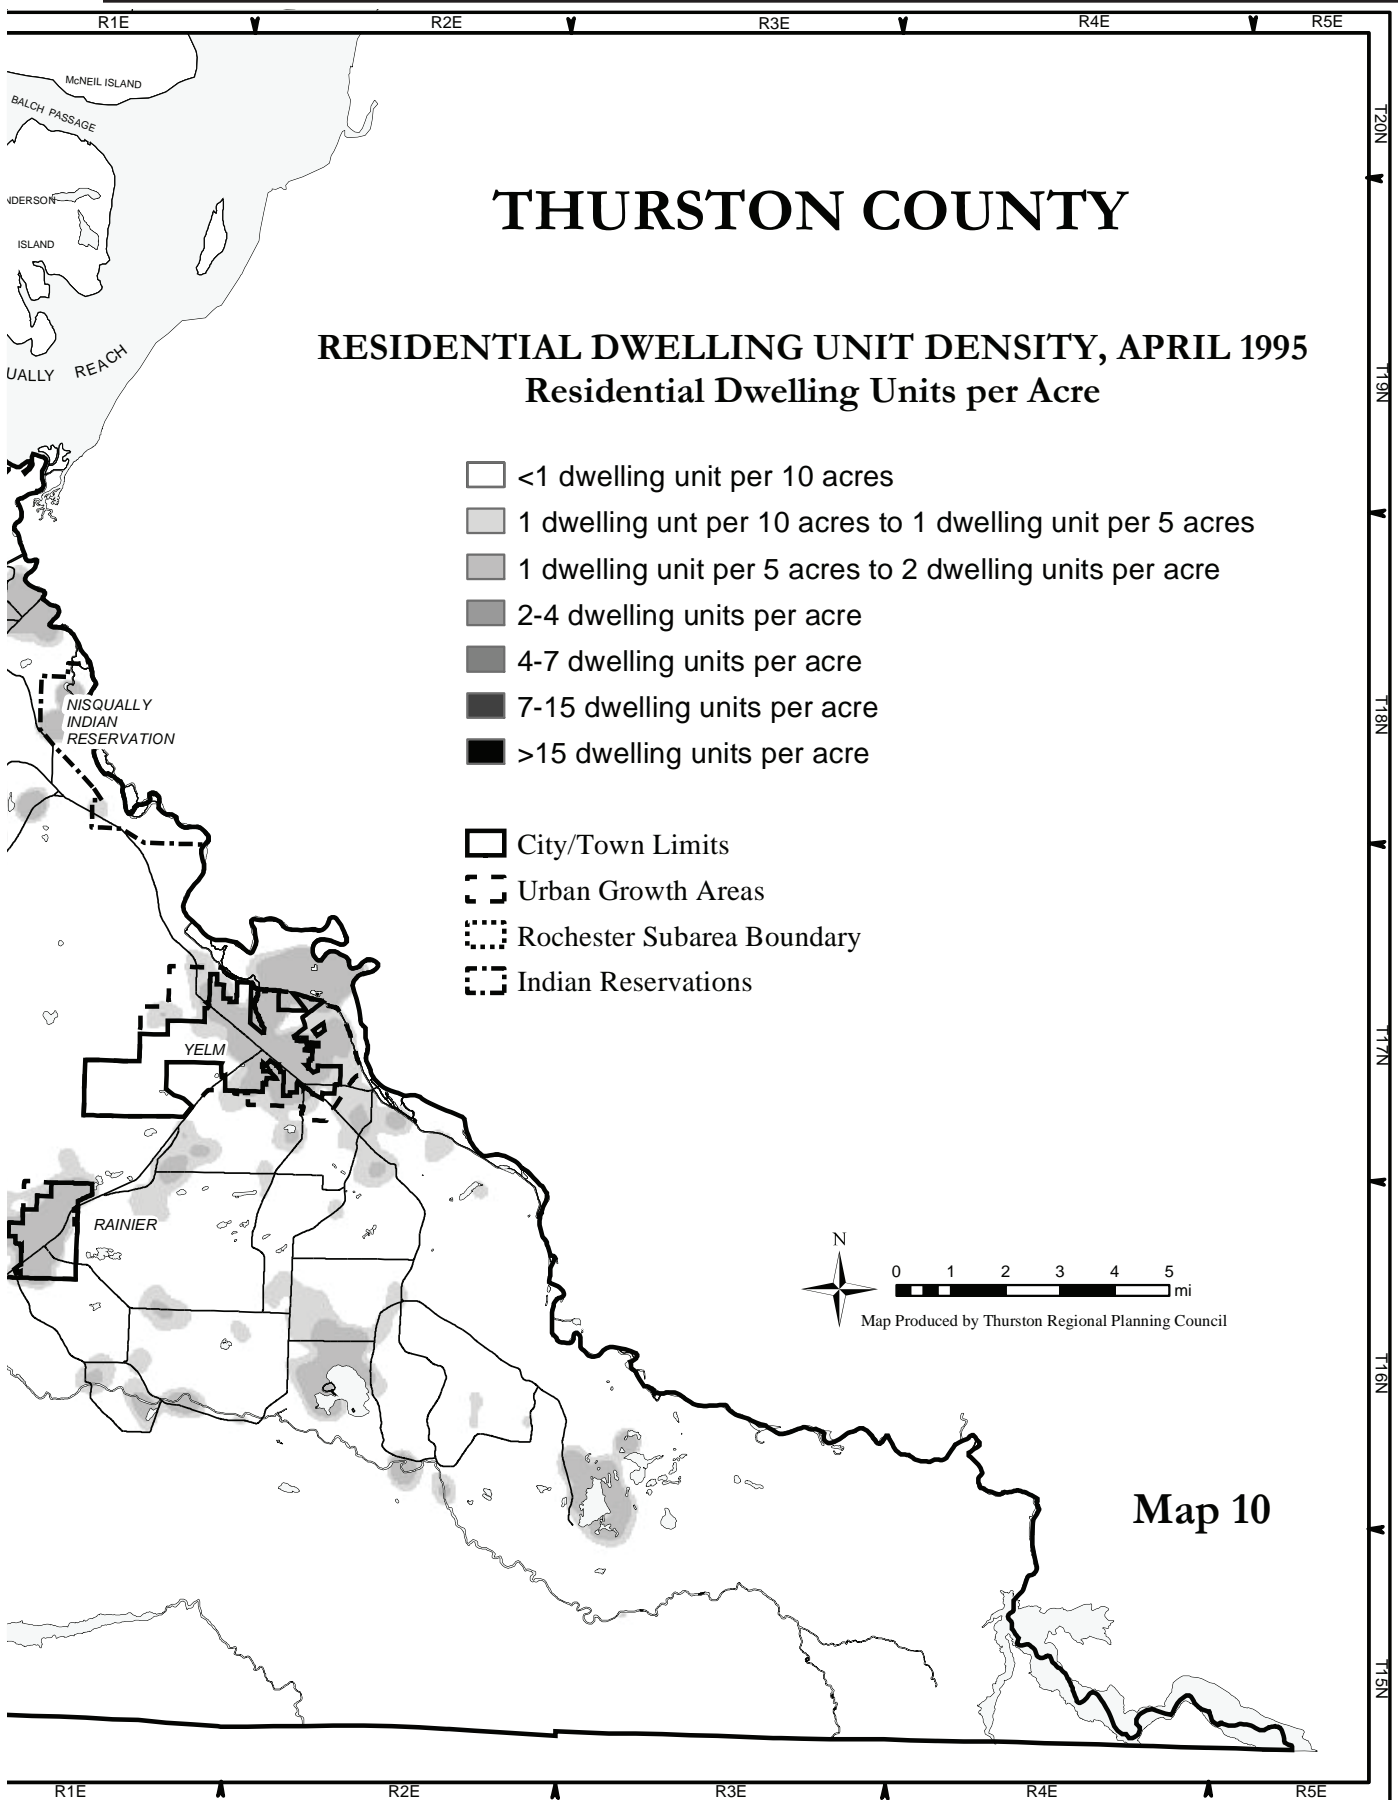 R1E R2E R3E R4E R5E
McNEIL ISLAND
BALCH PASSAGE
NDERSON
ISLAND
UALLY REACH
THURSTON COUNTY
RESIDENTIAL DWELLING UNIT DENSITY, APRIL 1995
Residential Dwelling Units per Acre
<1 dwelling unit per 10 acres
1 dwelling unt per 10 acres to 1 dwelling unit per 5 acres
1 dwelling unit per 5 acres to 2 dwelling units per acre
2-4 dwelling units per acre
4-7 dwelling units per acre
7-15 dwelling units per acre
>15 dwelling units per acre
City/Town Limits
Urban Growth Areas
Rochester Subarea Boundary
Indian Reservations
NISQUALLY
INDIAN
RESERVATION
YELM
RAINIER
N
0 1 2 3 4 5
mi
Map Produced by Thurston Regional Planning Council
Map 10
T20N
T19N
T18N
T17N
T16N
T15N
R1E R2E R3E R4E R5E